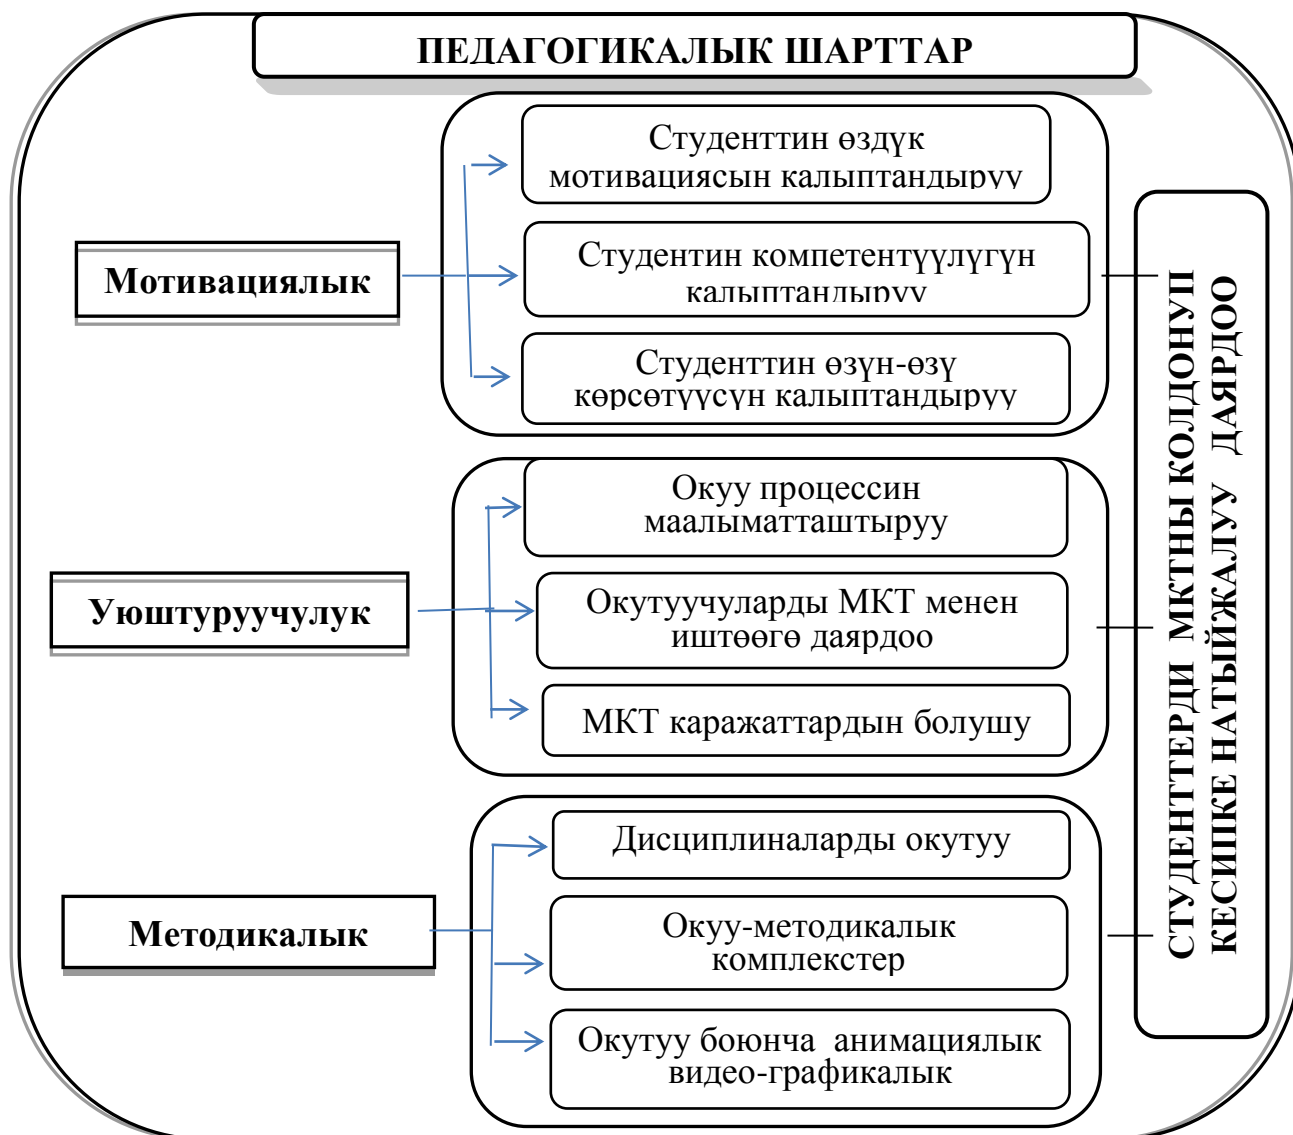 ПЕДАГОГИКАЛЫК ШАРТТАР
Мотивациялык
Студенттин өздүк
мотивациясын калыптандыруу
Студентин компетентүүлүгүн
калыптандыруу
Студенттин өзүн-өзү
көрсөтүүсүн калыптандыруу
Уюштуруучулук
Окуу процессин
маалыматташтыруу
Окутуучуларды МКТ менен
иштөөгө даярдоо
МКТ каражаттардын болушу
Методикалык
Дисциплиналарды окутуу
Окуу-методикалык
комплекстер
Окутуу боюнча анимациялык
видео-графикалык
СТУДЕНТТЕРДИ МКТНЫ КОЛДОНУП
КЕСИПКЕ НАТЫЙЖАЛУУ ДАЯРДОО